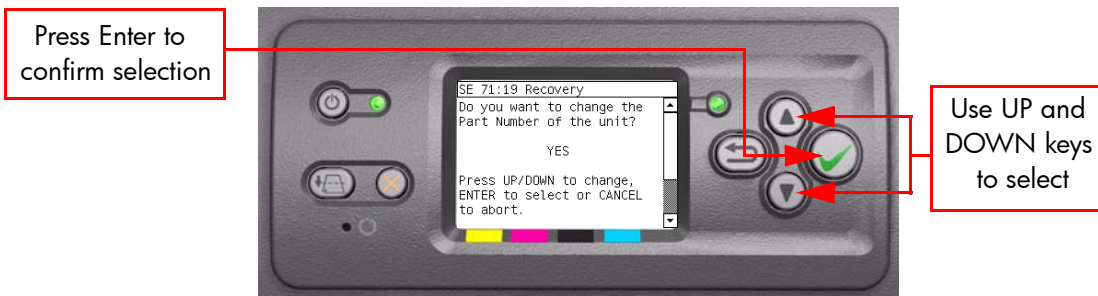 Press Enter to
confirm selection
SE 71:19 Recovery
Do you want to change the
Part Number of the unit?
YES
Press UP/DOWN to change,
ENTER to select or CANCEL
to abort.
Use UP and
DOWN keys
to select